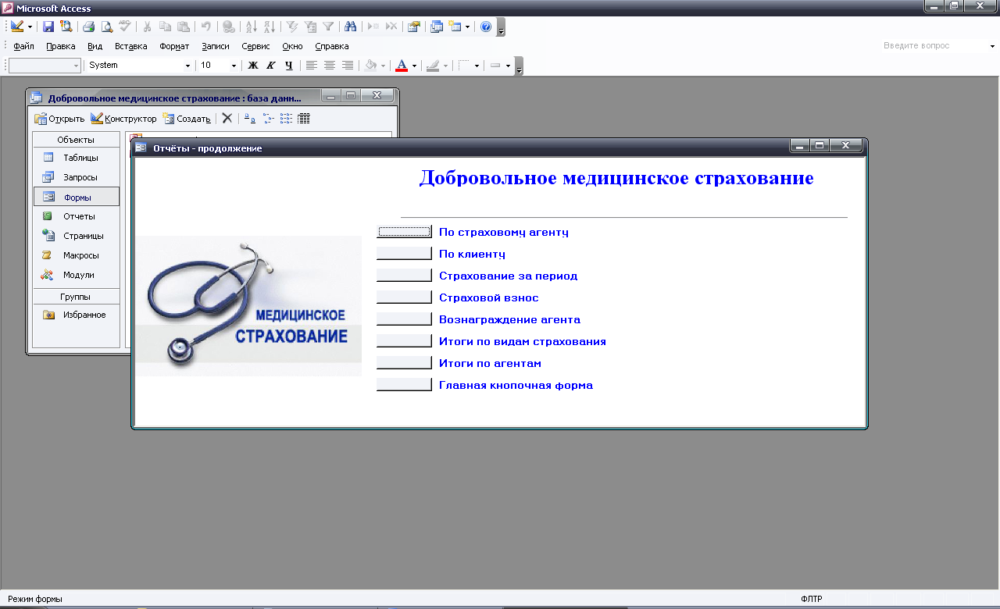 Microsoft Access
Файл Правка Вид Вставка Формат Записи Сервис Окно Справка Введите вопрос
System 10 Ж К Ч
Добровольное медицинское страхование : база данн...
Открыть Конструктор Создать
Объекты
Таблицы
Запросы
Формы
Отчеты
Страницы
Макросы
Модули
Группы
Избранное
Отчёты - продолжение
Добровольное медицинское страхование
МЕДИЦИНСКОЕ
СТРАХОВАНИЕ
По страховому агенту
По клиенту
Страхование за период
Страховой взнос
Вознаграждение агента
Итоги по видам страхования
Итоги по агентам
Главная кнопочная форма
Режим формы ФЛТР